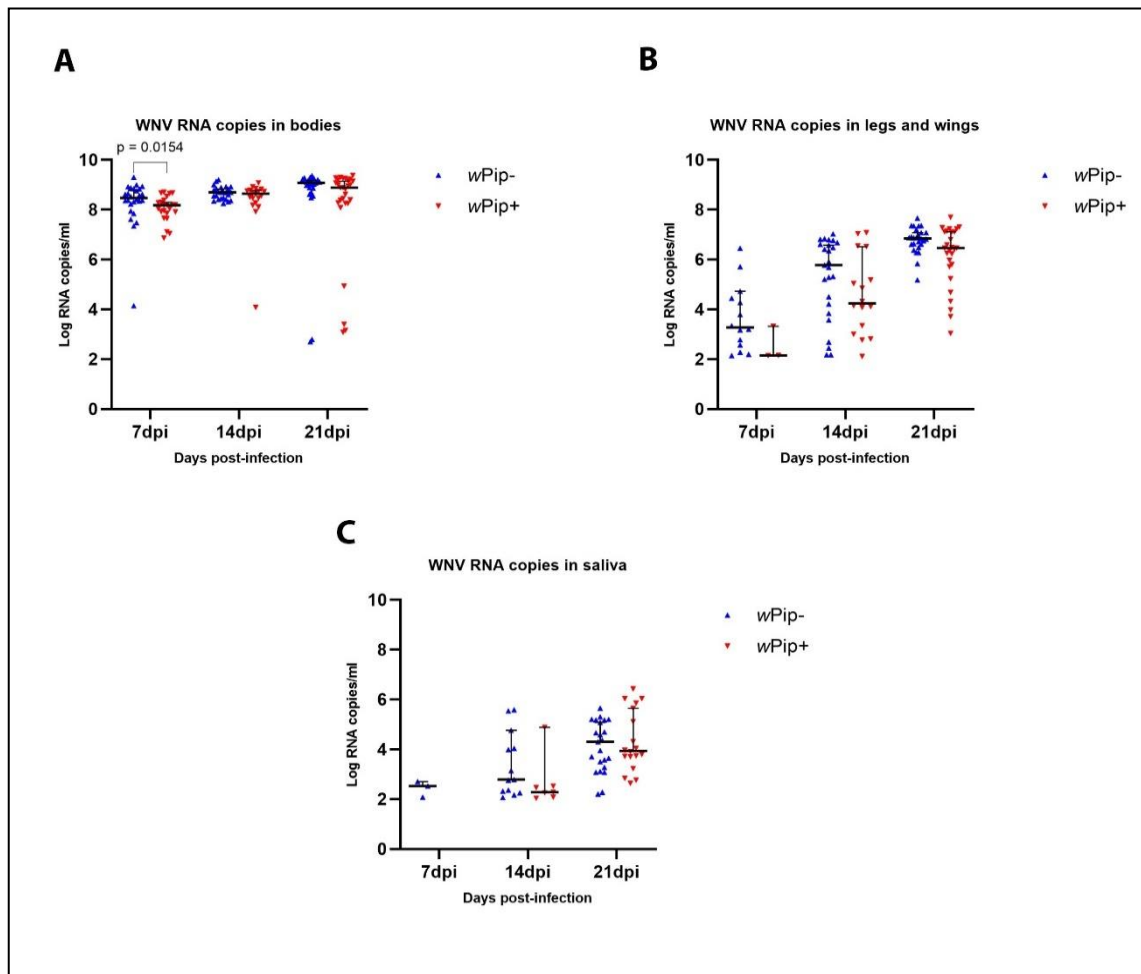 A
WNV RNA copies in bodies
p = 0.0154
10
8
6
4
2
0
Log RNA copies/ml
7dpi 14dpi 21dpi
Days post-infection
wPip-
wPip+
B
WNV RNA copies in legs and wings
10
8
6
4
2
0
Log RNA copies/ml
7dpi 14dpi 21dpi
Days post-infection
wPip-
wPip+
C
WNV RNA copies in saliva
10
8
6
4
2
0
Log RNA copies/ml
7dpi 14dpi 21dpi
Days post-infection
wPip-
wPip+